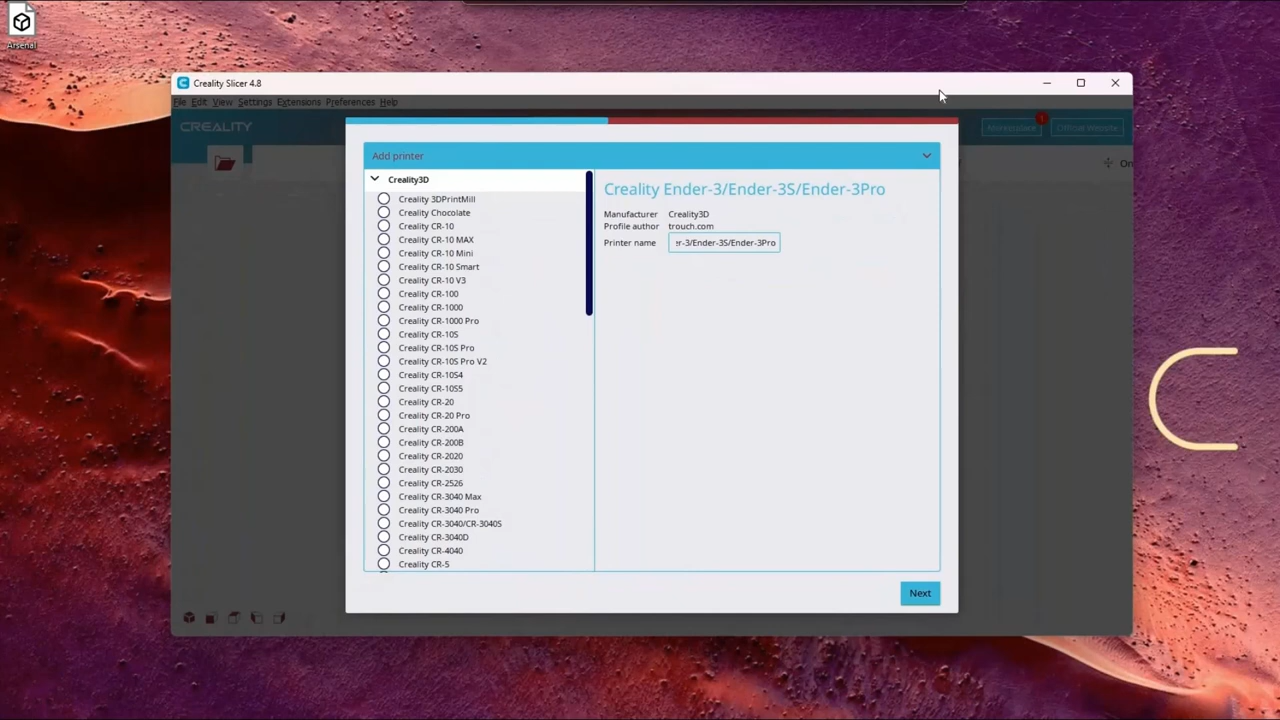 Arsenal
Creality Slicer 4.8
File Edit View Settings Extensions Preferences Help
CREALITY
Marketplace
1
Official Website
On
Add printer
Creality3D
Creality 3DPrintMill
Creality Chocolate
Creality CR-10
Creality CR-10 MAX
Creality CR-10 Mini
Creality CR-10 Smart
Creality CR-10 V3
Creality CR-100
Creality CR-1000
Creality CR-1000 Pro
Creality CR-10S
Creality CR-10S Pro
Creality CR-10S Pro V2
Creality CR-10S4
Creality CR-10S5
Creality CR-20
Creality CR-20 Pro
Creality CR-200A
Creality CR-200B
Creality CR-2020
Creality CR-2030
Creality CR-2526
Creality CR-3040 Max
Creality CR-3040 Pro
Creality CR-3040/CR-3040S
Creality CR-3040D
Creality CR-4040
Creality CR-5
Creality Ender-3/Ender-3S/Ender-3Pro
Manufacturer Creality3D
Profile author trouch.com
Printer name er-3/Ender-3S/Ender-3Pro
Next